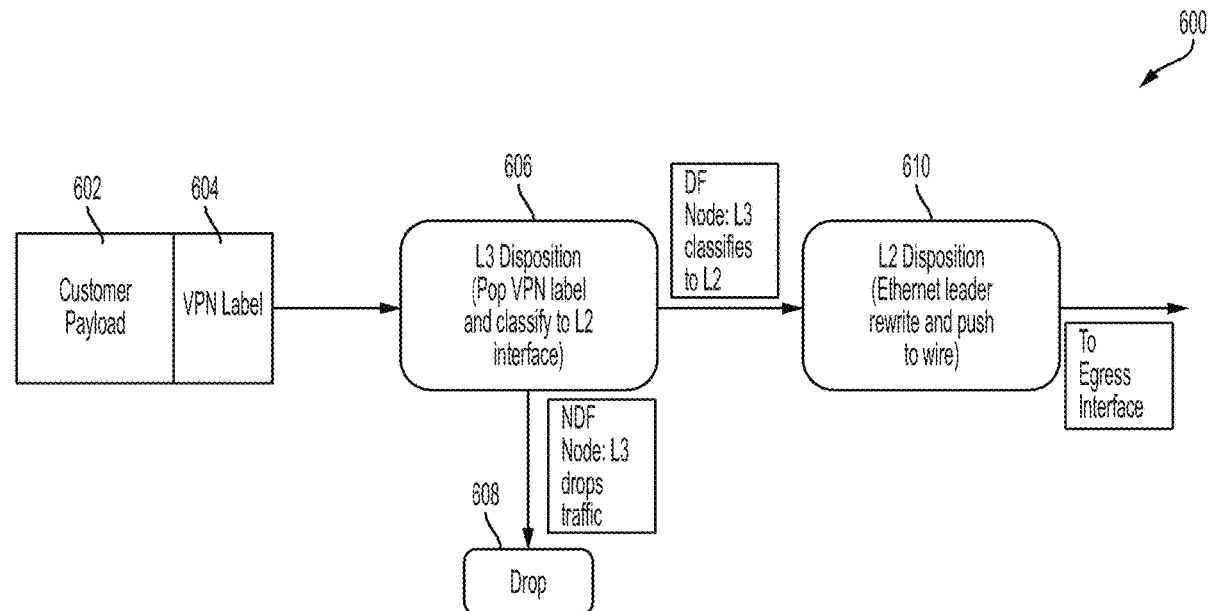 600
602
604
606
610
Customer
Payload
VPN Label
L3 Disposition
(Pop VPN label
and classify to L2
interface)
DF
Node: L3
classifies
to L2
L2 Disposition
(Ethernet leader
rewrite and push
to wire)
To
Egress
Interface
NDF
Node: L3
drops
traffic
608
Drop